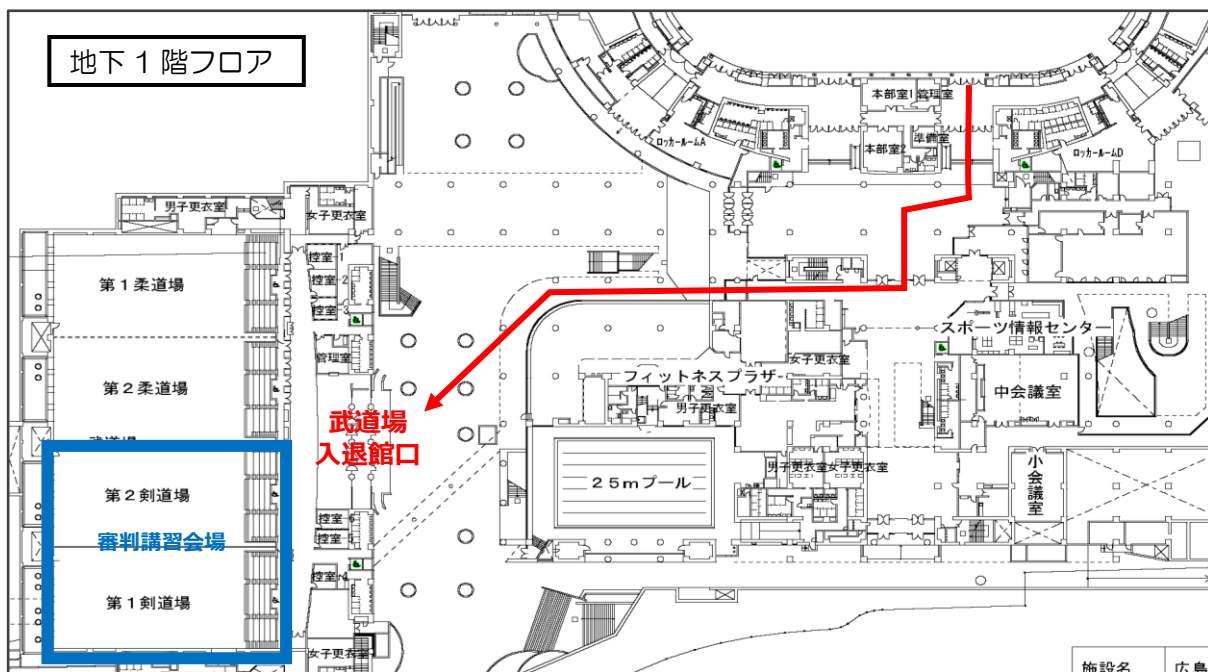 地下1階フロア
本部室1
管理室
本部室2
準備室
ロッカールームA
ロッカールームD
男子更衣室
女子更衣室
控室-1
控室-2
控室-3
第1柔道場
管理室
スポーツ情報センター
女子更衣室
フィットネスプラザ
男子更衣室
中会議室
第2柔道場
武道場
入退館口
武道場
第2剣道場
審判講習会場
第1剣道場
男子更衣室
女子更衣室
25mプール
小会議室
控室
控室
控室
女子更衣室
施設名
広島